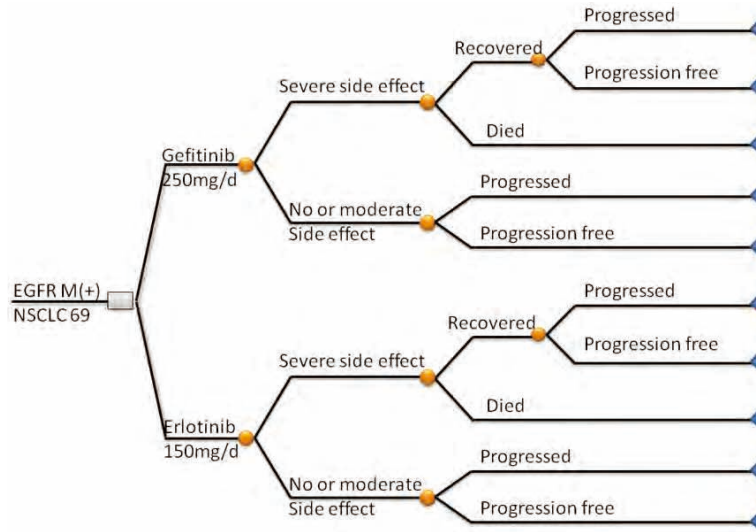 Progressed
Recovered
Progression free
Severe side effect
Died
Gefitinib
250mg/d
Progressed
No or moderate
Side effect
Progression free
EGFR M(+)
NSCLC 69
Progressed
Recovered
Progression free
Severe side effect
Died
Erlotinib
150mg/d
Progressed
No or moderate
Side effect
Progression free